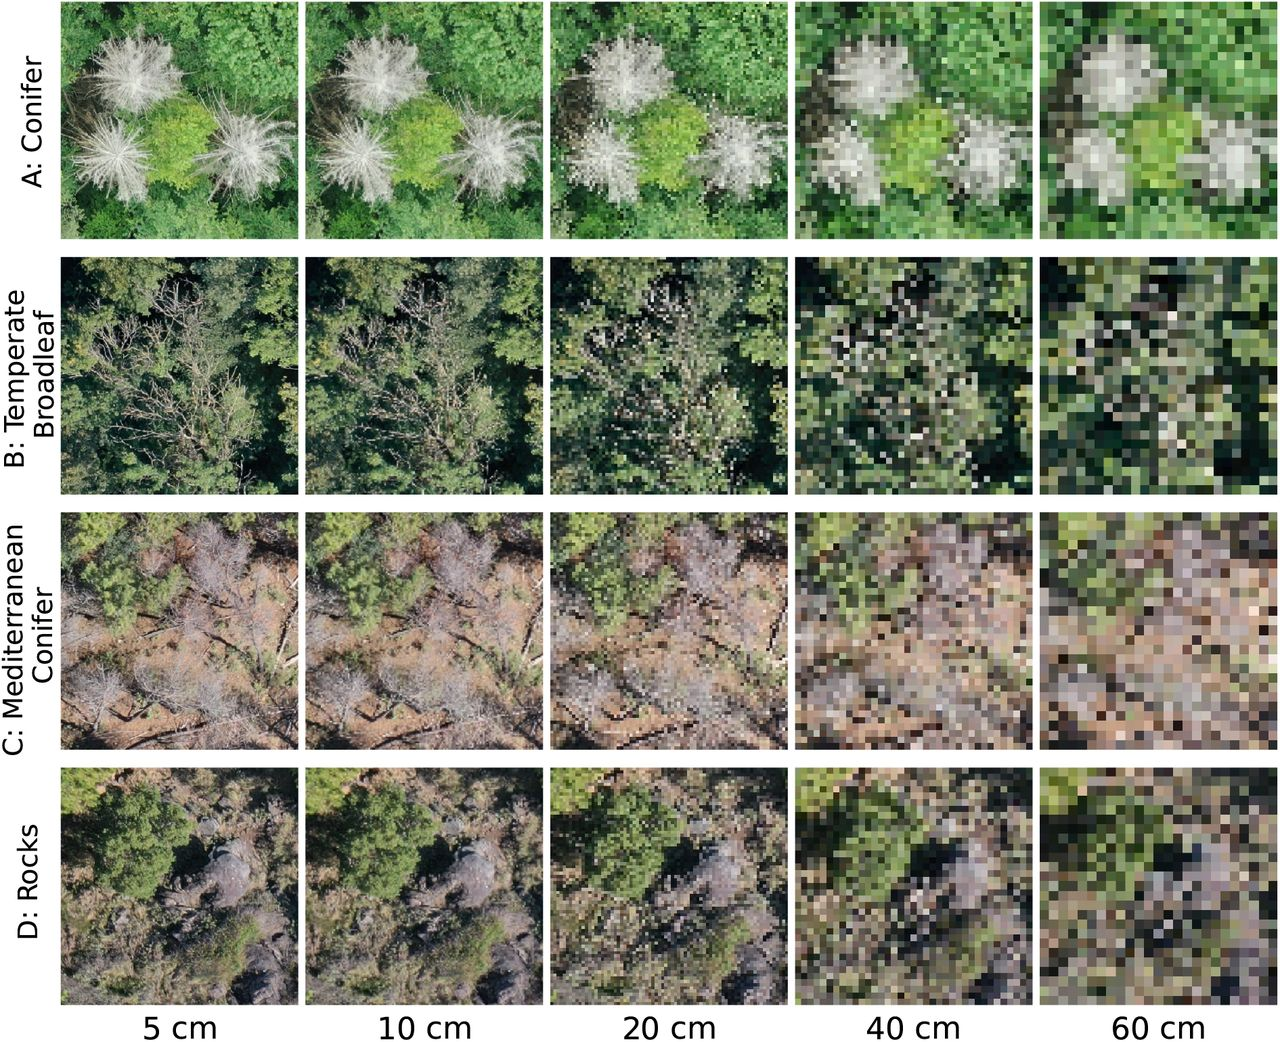 A: Conifer
B: Temperate
Broadleaf
C: Mediterranean
Conifer
D: Rocks
5 cm
10 cm
20 cm
40 cm
60 cm